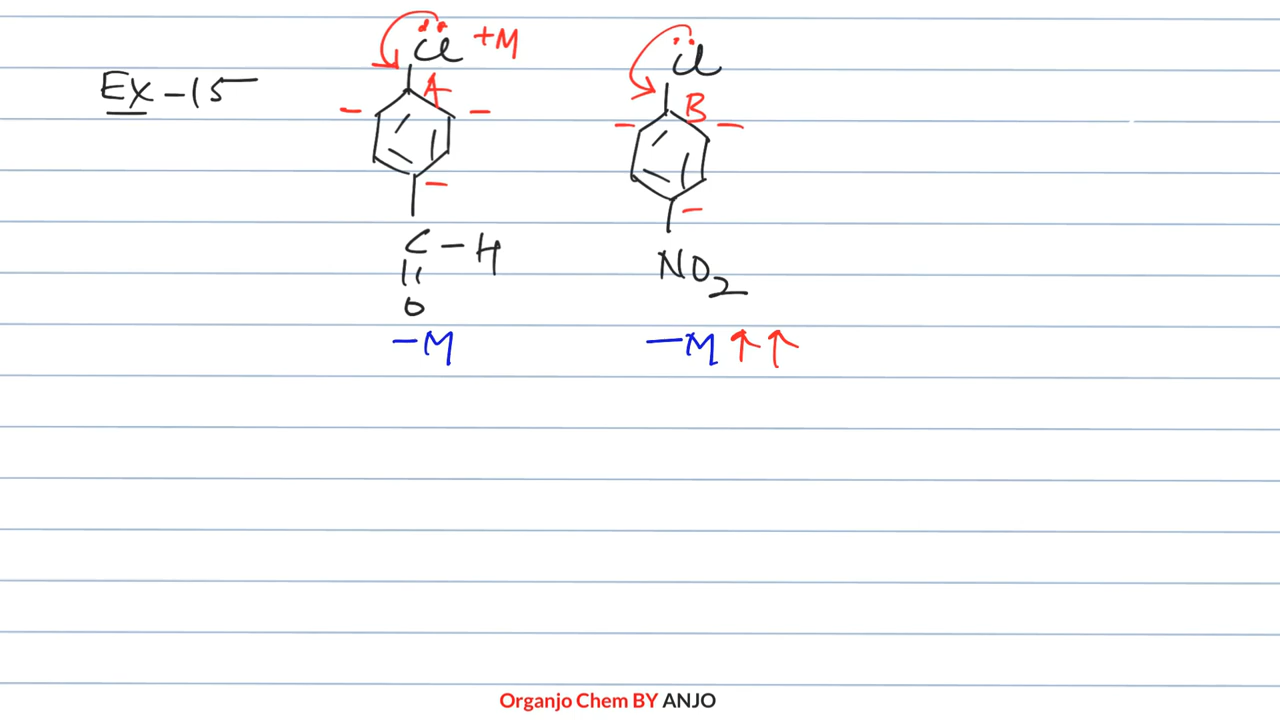 Ex-15
Cl +M
A
C-H
O
-M
Cl
B
NO2
-M ↑↑
Organjo Chem BY ANJO